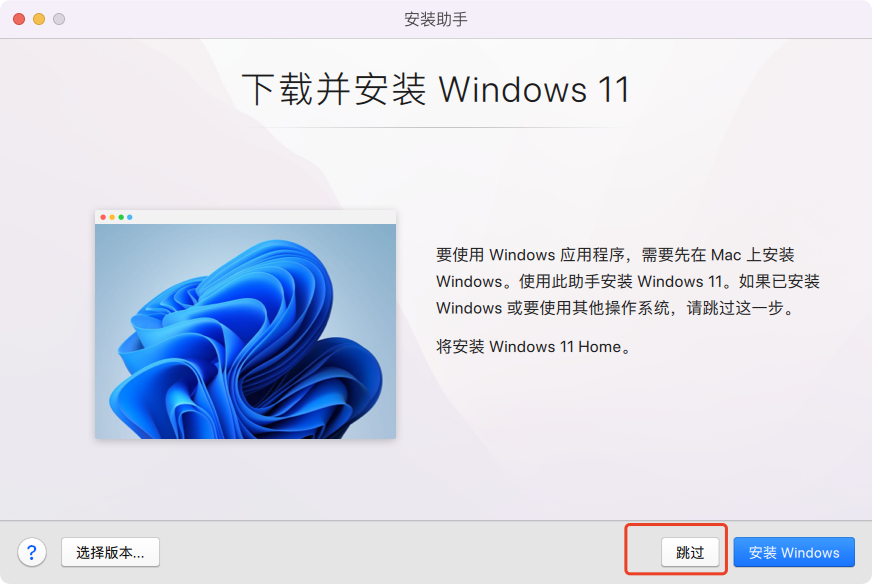 安装助手
下载并安装 Windows 11
要使用 Windows 应用程序，需要先在 Mac 上安装
Windows。使用此助手安装 Windows 11。如果已安装
Windows 或要使用其他操作系统，请跳过这一步。
将安装 Windows 11 Home。
? 选择版本... 跳过 安装 Windows